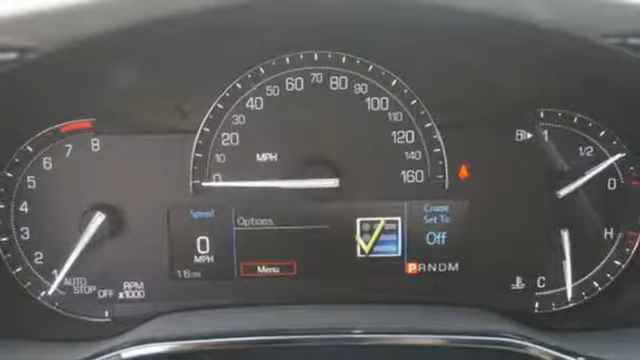 8
7
6
5
4
3
2
1
AUTO
STOP
OFF
RPM
x1000
0
10
20
30
40
50
60
70
80
90
100
110
120
140
160
MPH
Speed
0
MPH
16mi
Options
Menu
Cruise
Set To
Off
PRNDM
1
1/2
0
H
C